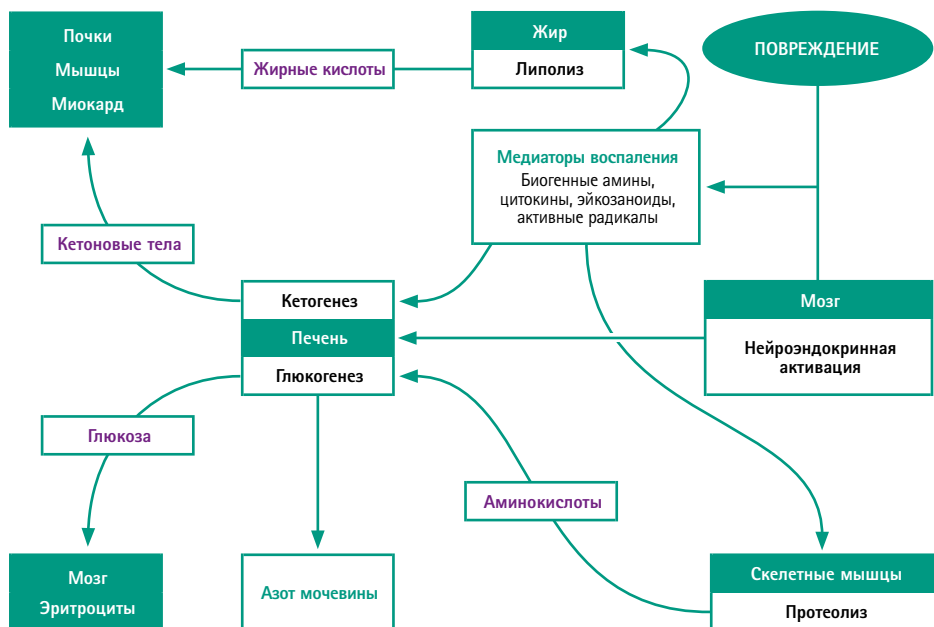 Почки
Мышцы
Миокард
Жирные кислоты
Жир
Липолиз
ПОВРЕЖДЕНИЕ
Медиаторы воспаления
Биогенные амины,
цитокины, эйкозаноиды,
активные радикалы
Кетоновые тела
Кетогенез
Печень
Глюкогенез
Мозг
Нейроэндокринная
активация
Глюкоза
Аминокислоты
Мозг
Эритроциты
Азот мочевины
Скелетные мышцы
Протеолиз